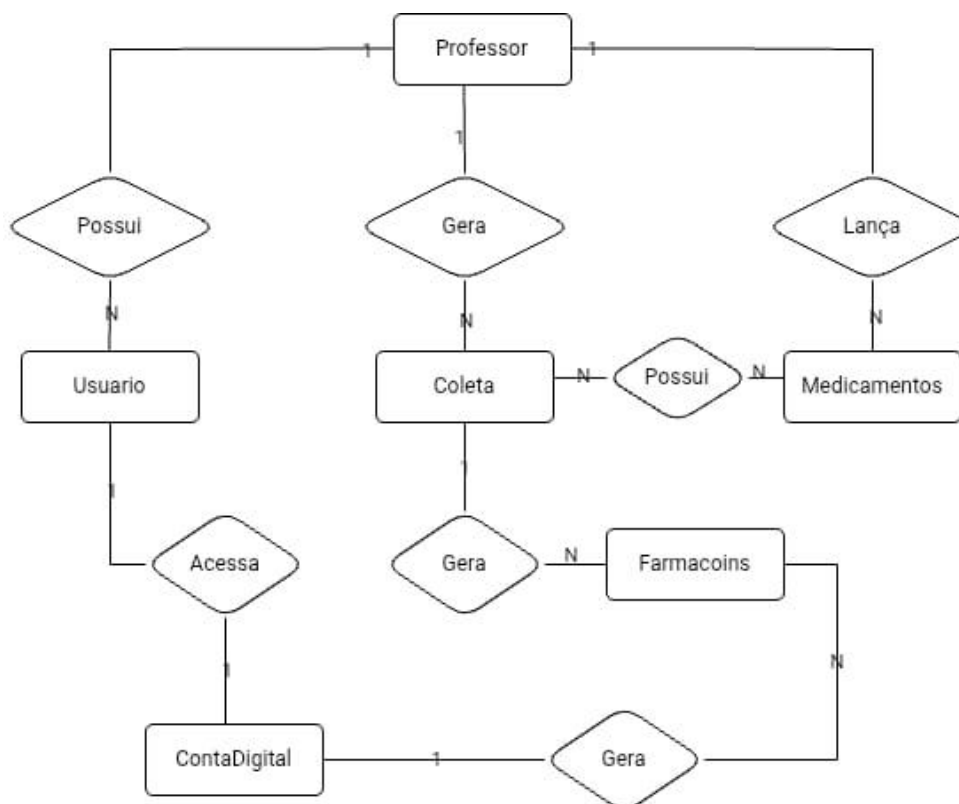 1
Professor
1
1
Possui
Gera
Lança
N
N
N
Usuario
Coleta
N
Possui
N
Medicamentos
1
1
Acessa
Gera
N
Farmacoins
1
N
ContaDigital
1
Gera